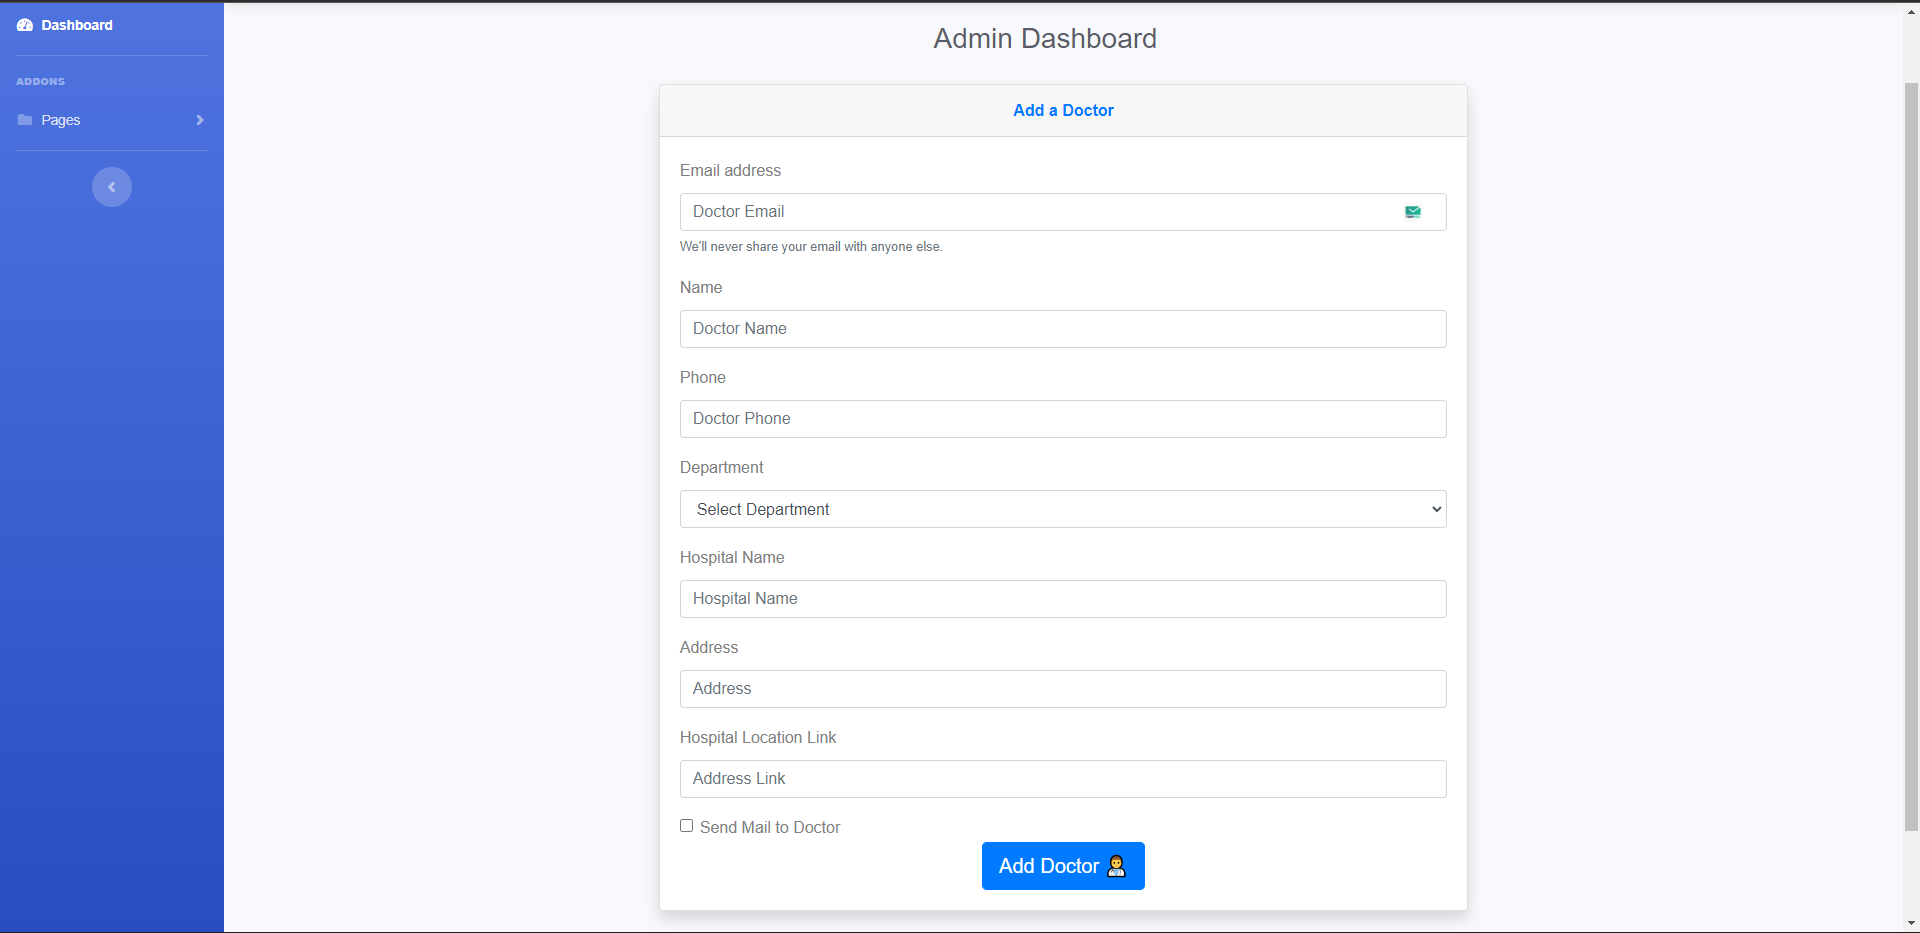 Dashboard
ADDONS
Pages
Admin Dashboard
Add a Doctor
Email address
Doctor Email
We'll never share your email with anyone else.
Name
Doctor Name
Phone
Doctor Phone
Department
Select Department
Hospital Name
Hospital Name
Address
Address
Hospital Location Link
Address Link
Send Mail to Doctor
Add Doctor